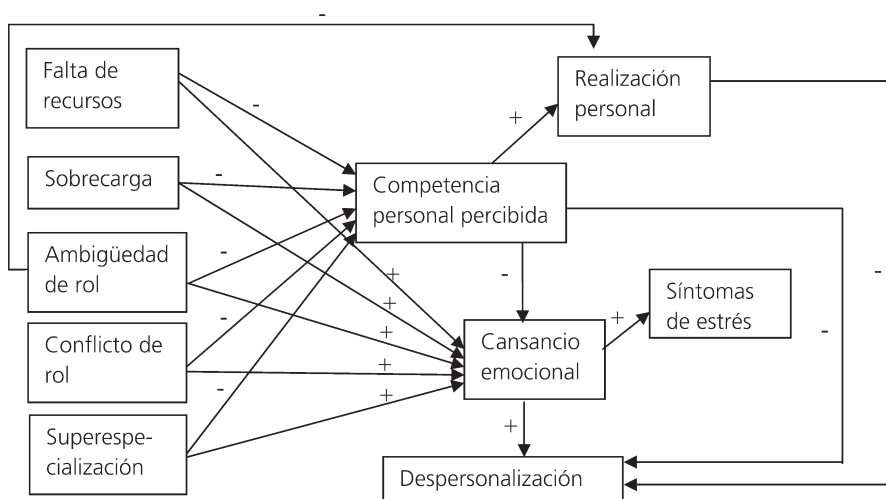 -
Falta de
recursos
Realización
personal
-
+
Sobrecarga
-
Competencia
personal percibida
Ambigüedad
de rol
-
+
-
-
Síntomas
de estrés
+
-
Conflicto de
rol
+
+
Cansancio
emocional
+
-
-
+
Superespe-
cialización
+
Despersonalización